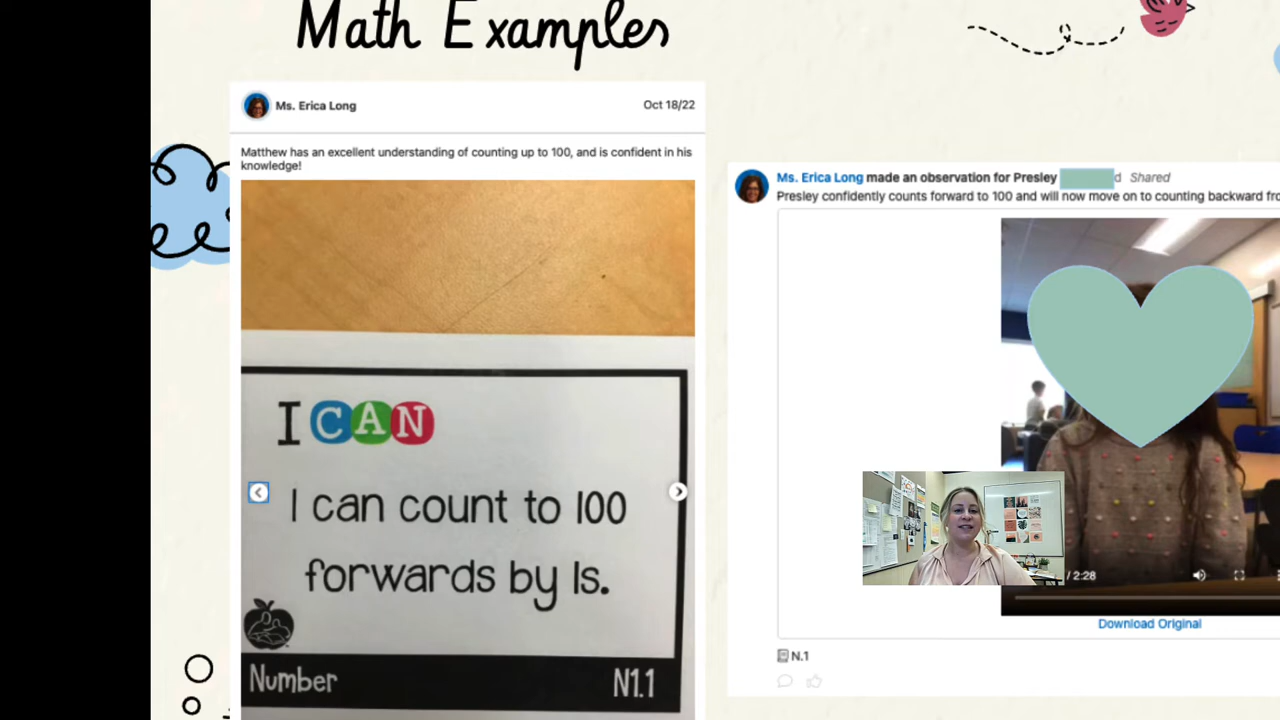 Math Examples
Ms. Erica Long
Oct 18/22
Matthew has an excellent understanding of counting up to 100, and is confident in his
knowledge!
I CAN
I can count to 100
forwards by 1s.
Number
N1.1
Ms. Erica Long made an observation for Presley d Shared
Presley confidently counts forward to 100 and will now move on to counting backward
/ 2:28
Download Original
N.1